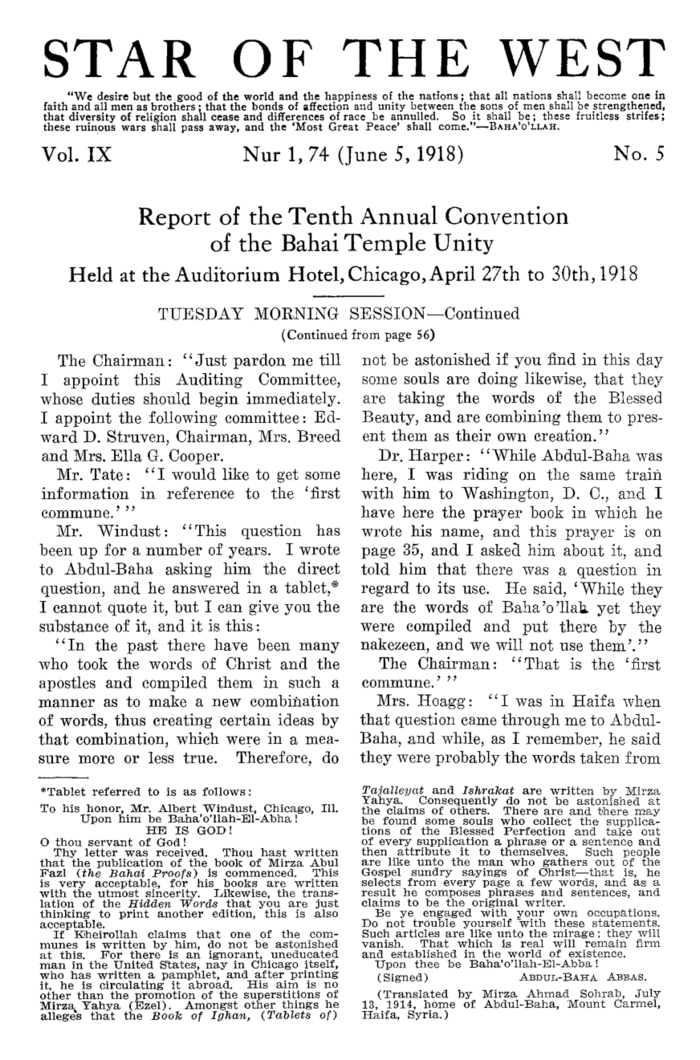 STAR OF THE WEST
"We desire but the good of the world and the happiness of the nations; that all nations shall become one in
faith and all men as brothers; that the bonds of affection and unity between the sons of men shall be strengthened,
that diversity of religion shall cease and differences of race be annulled. So it shall be; these fruitless strifes;
these ruinous wars shall pass away, and the 'Most Great Peace' shall come."—BAHA'O'LLAH.
Vol. IX Nur 1, 74 (June 5, 1918) No. 5
Report of the Tenth Annual Convention
of the Bahai Temple Unity
Held at the Auditorium Hotel, Chicago, April 27th to 30th, 1918
TUESDAY MORNING SESSION—Continued
(Continued from page 56)
The Chairman: "Just pardon me till
I appoint this Auditing Committee,
whose duties should begin immediately.
I appoint the following committee: Ed-
ward D. Struven, Chairman, Mrs. Breed
and Mrs. Ella G. Cooper.
Mr. Tate: "I would like to get some
information in reference to the 'first
commune.' "
Mr. Windust: "This question has
been up for a number of years. I wrote
to Abdul-Baha asking him the direct
question, and he answered in a tablet,*
I cannot quote it, but I can give you the
substance of it, and it is this:
"In the past there have been many
who took the words of Christ and the
apostles and compiled them in such a
manner as to make a new combination
of words, thus creating certain ideas by
that combination, which were in a mea-
sure more or less true. Therefore, do
not be astonished if you find in this day
some souls are doing likewise, that they
are taking the words of the Blessed
Beauty, and are combining them to pres-
ent them as their own creation."
Dr. Harper: "While Abdul-Baha was
here, I was riding on the same train
with him to Washington, D. C., and I
have here the prayer book in which he
wrote his name, and this prayer is on
page 35, and I asked him about it, and
told him that there was a question in
regard to its use. He said, 'While they
are the words of Baha'o'llah yet they
were compiled and put there by the
nakezeen, and we will not use them'."
The Chairman: "That is the 'first
commune.' "
Mrs. Hoagg: "I was in Haifa when
that question came through me to Abdul-
Baha, and while, as I remember, he said
they were probably the words taken from
*Tablet referred to is as follows:
To his honor, Mr. Albert Windust, Chicago, Ill.
Upon him be Baha'o'llah-El-Abha!
HE IS GOD!
O thou servant of God!
Thy letter was received. Thou hast written
that the publication of the book of Mirza Abul
Fazl (the Bahai Proofs) is commenced. This
is very acceptable, for his books are written
with the utmost sincerity. Likewise, the trans-
lation of the Hidden Words that you are just
thinking to print another edition, this is also
acceptable.
If Kheirollah claims that one of the com-
munes is written by him, do not be astonished
at this. For there is an ignorant, uneducated
man in the United States, nay in Chicago itself,
who has written a pamphlet, and after printing
it, he is circulating it abroad. His aim is no
other than the promotion of the superstitions of
Mirza Yahya (Ezel). Amongst other things he
alleges that the Book of Ighan, (Tablets of)
Tajalleyat and Ishrakat are written by Mirza
Yahya. Consequently do not be astonished at
the claims of others. There are and there may
be found some souls who collect the supplica-
tions of the Blessed Perfection and take out
of every supplication a phrase or a sentence and
then attribute it to themselves. Such people
are like unto the man who gathers out of the
Gospel sundry sayings of Christ—that is, he
selects from every page a few words, and as a
result he composes phrases and sentences, and
claims to be the original writer.
Be ye engaged with your own occupations.
Do not trouble yourself with these statements.
Such articles are like unto the mirage; they will
vanish. That which is real will remain firm
and established in the world of existence.
Upon thee be Baha'o'llah-El-Abba!
(Signed) ABDUL-BAHA ABBAS.
(Translated by Mirza Ahmad Sohrab, July
13, 1914, home of Abdul-Baha, Mount Carmel,
Haifa, Syria.)